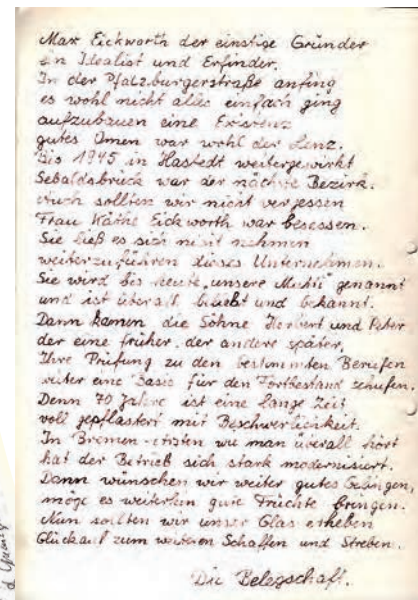 Max Eickworth der einstige Gründer
ein Idealist und Erfinder.
In der Pfalzburgerstraße anfing
es wohl nicht alles einfach ging
aufzubauen eine Existenz
gutes Omen war wohl der Lenz.
Bis 1945 in Hastedt weitergewirkt
Sebaldsbrück war der nächste Bezirk.
Auch sollten wir nicht vergessen
Frau Käthe Eickworth war besessen.
Sie ließ es sich nicht nehmen
weiterzuführen dieses Unternehmen.
Sie wird bis heute „unsere genannt
und ist überall beliebt und bekannt.
Dann kamen die Söhne Herbert und Peter
der eine früher, der andere später,
Ihre Prüfung zu den bestimmten Berufen
eine Basis für den Fortbestand schufen.
Denn 70 Jahre ist eine lange Zeit
voll gepflastert mit Beschwerlichkeit.
In Bremen wie man überall hört
hat der Betrieb sich stark modernisiert.
Dann wünschen wir weiter gutes Gelingen,
möge es weiterhin gute Früchte bringen.
Nun sollten wir unser Glas erheben
Glückauf zum weiteren Schaffen und Streben.
Die Belegschaft.